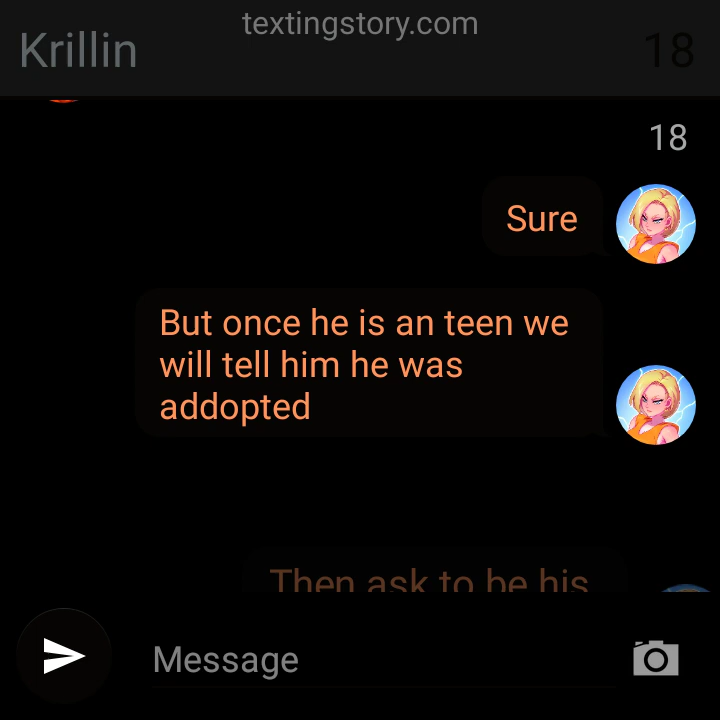 textingstory.com
Krillin
18
18
Sure
But once he is an teen we
will tell him he was
addopted
Then ask to be his
Message